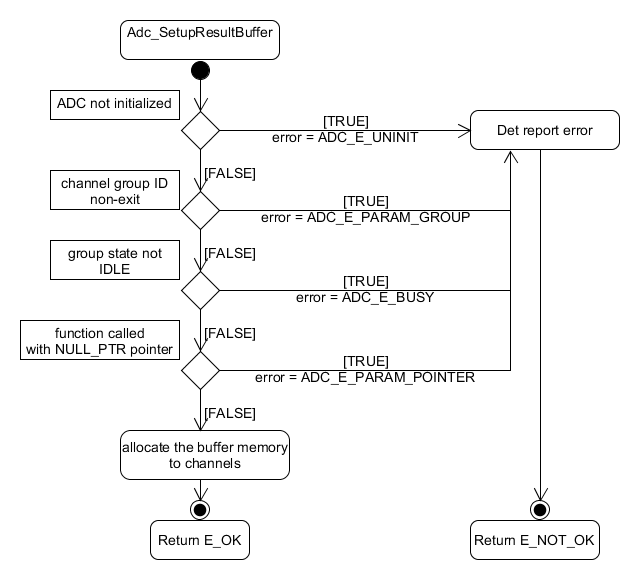 Adc_SetupResultBuffer
ADC not initialized
[TRUE]
error = ADC_E_UNINIT
Det report error
[FALSE]
channel group ID
non-exit
[TRUE]
error = ADC_E_PARAM_GROUP
[FALSE]
group state not
IDLE
[TRUE]
error = ADC_E_BUSY
[FALSE]
function called
with NULL_PTR pointer
[TRUE]
error = ADC_E_PARAM_POINTER
[FALSE]
allocate the buffer memory
to channels
Return E_OK
Return E_NOT_OK